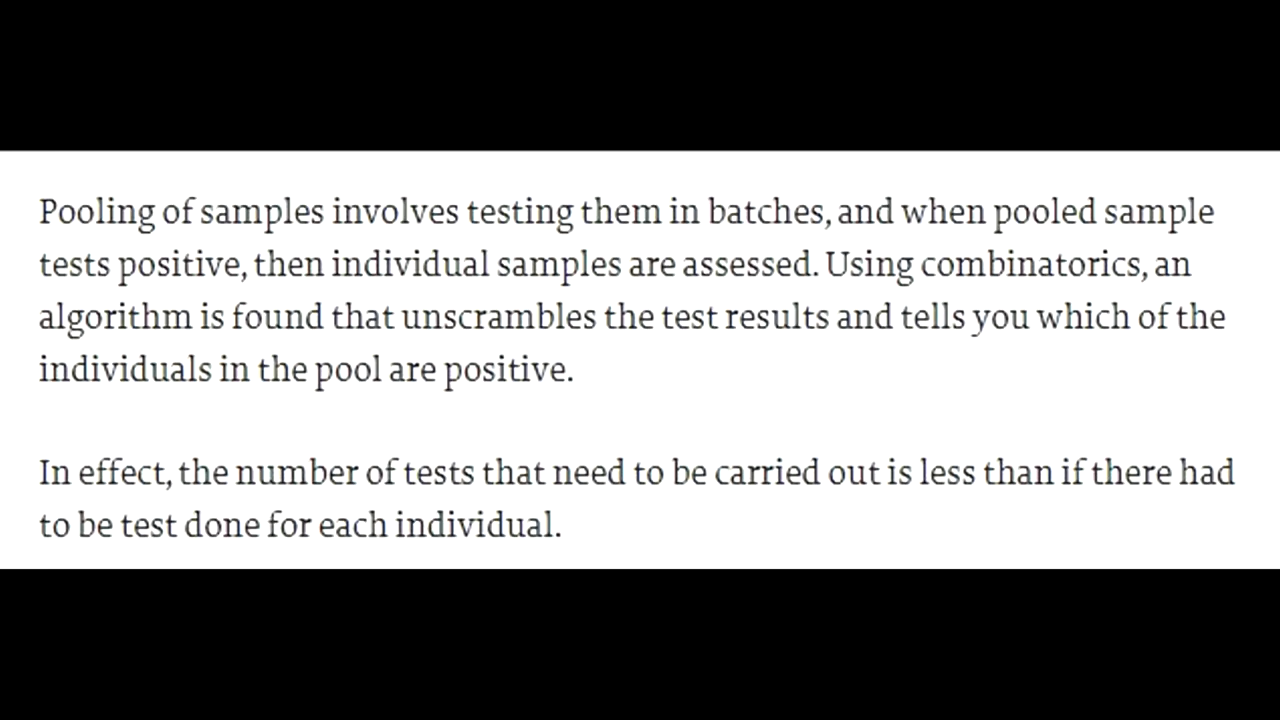 Pooling of samples involves testing them in batches, and when pooled sample
tests positive, then individual samples are assessed. Using combinatorics, an
algorithm is found that unscrambles the test results and tells you which of the
individuals in the pool are positive.
In effect, the number of tests that need to be carried out is less than if there had
to be test done for each individual.